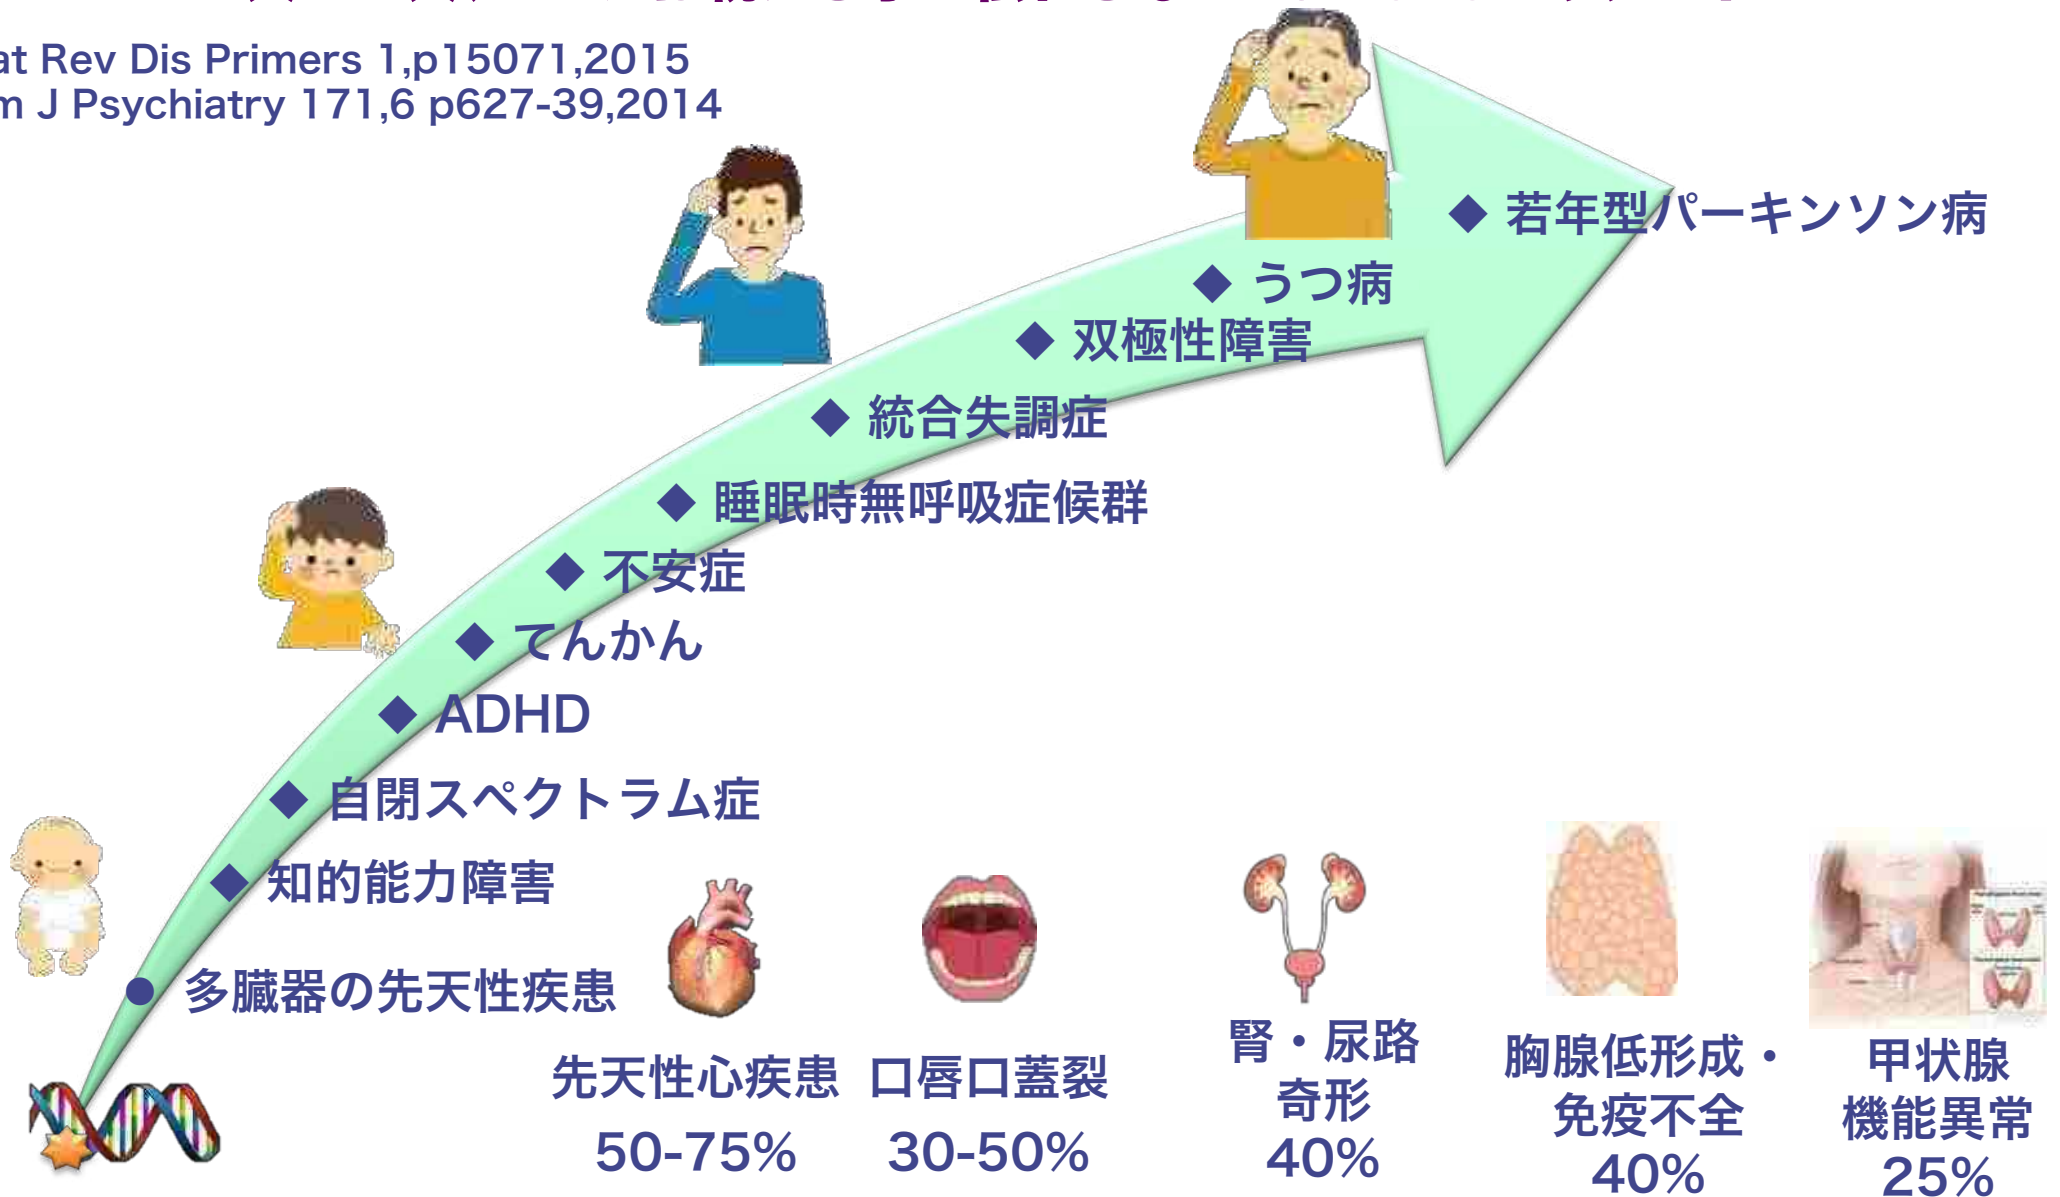 at Rev Dis Primers 1,p15071,2015
m J Psychiatry 171,6 p627-39,2014
◆ 若年型パーキンソン病
◆ うつ病
◆ 双極性障害
◆ 統合失調症
◆ 睡眠時無呼吸症候群
◆ 不安症
◆ てんかん
◆ ADHD
◆ 自閉スペクトラム症
◆ 知的能力障害
● 多臓器の先天性疾患
先天性心疾患
50-75%
口唇口蓋裂
30-50%
腎・尿路
奇形
40%
胸腺低形成・
免疫不全
40%
甲状腺
機能異常
25%